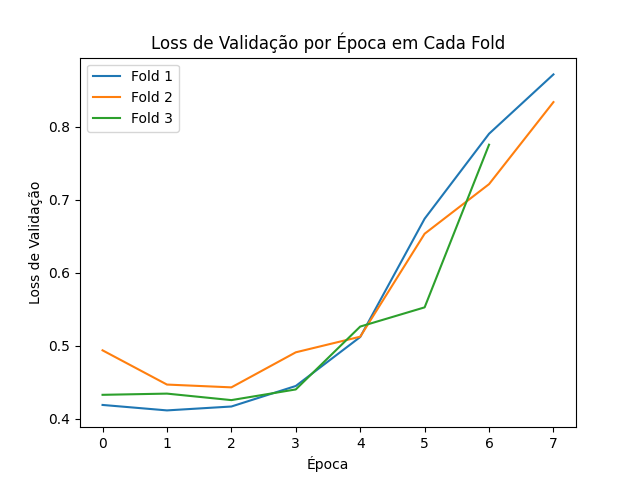 Loss de Validação por Época em Cada Fold
Fold 1
Fold 2
Fold 3
Loss de Validação
0.8
0.7
0.6
0.5
0.4
0 1 2 3 4 5 6 7
Época